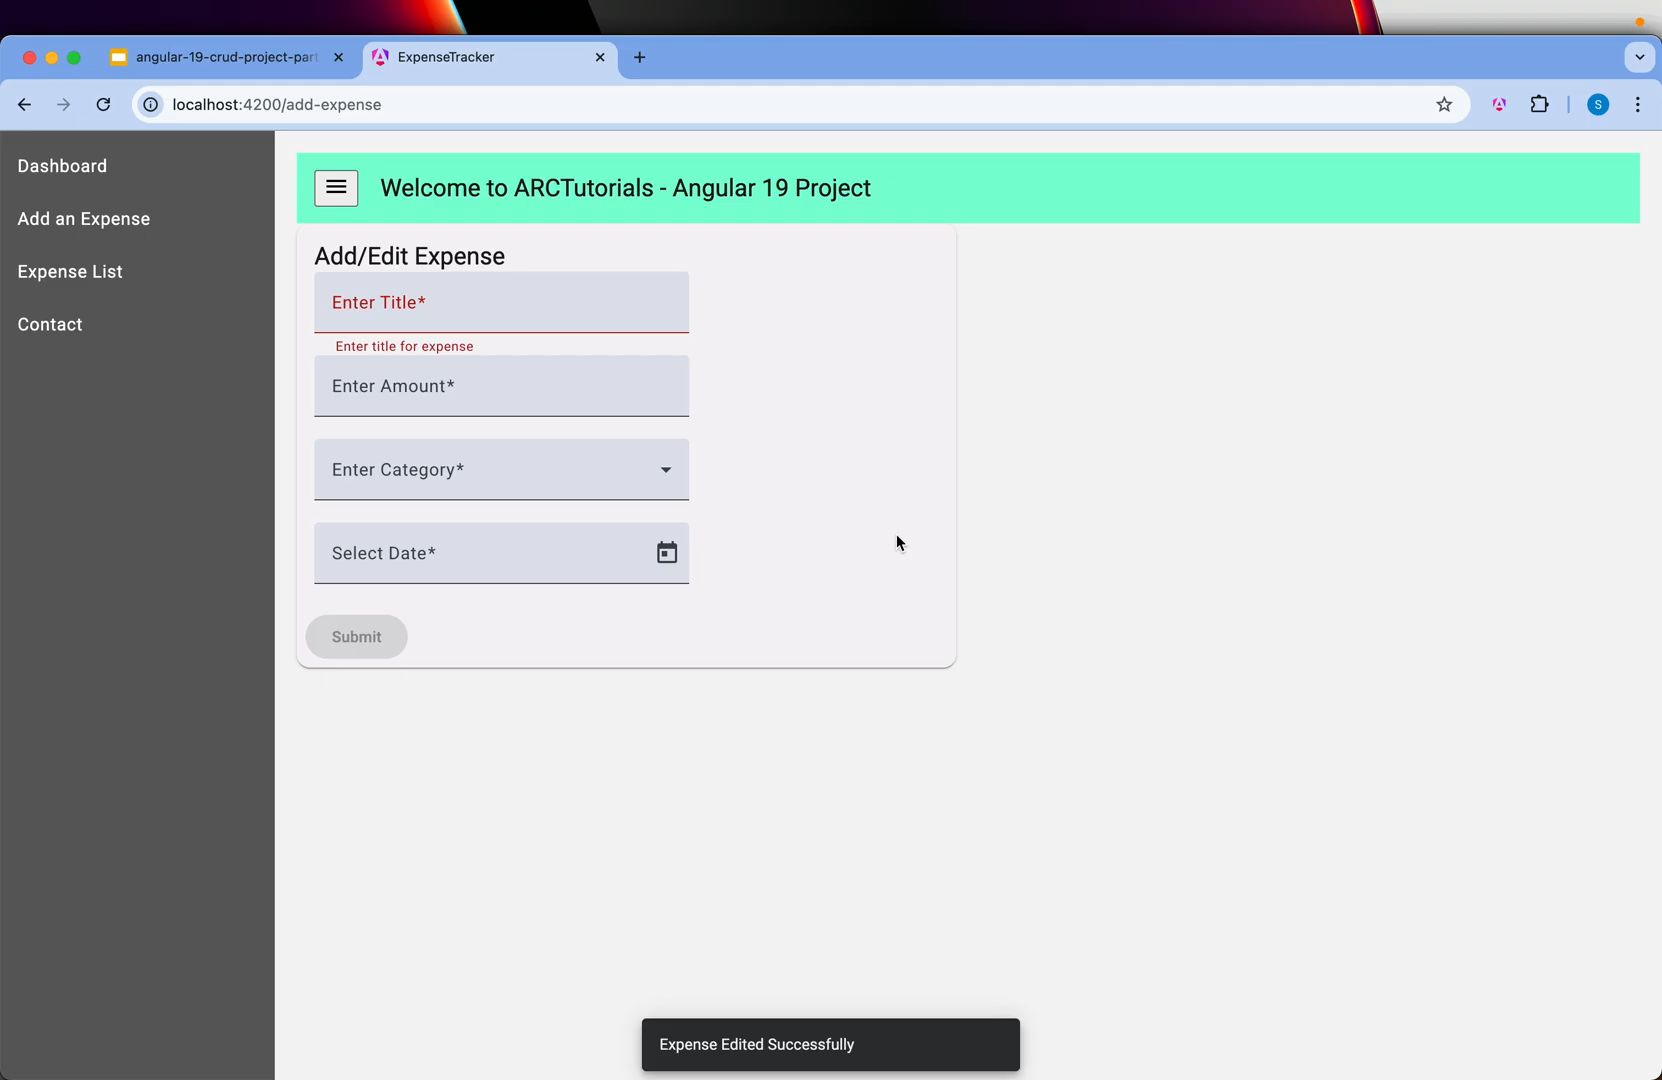 angular-19-crud-project-part
ExpenseTracker
localhost:4200/add-expense
S
Dashboard
Add an Expense
Expense List
Contact
Welcome to ARCTutorials - Angular 19 Project
Add/Edit Expense
Enter Title*
Enter title for expense
Enter Amount*
Enter Category*
Select Date*
Submit
Expense Edited Successfully